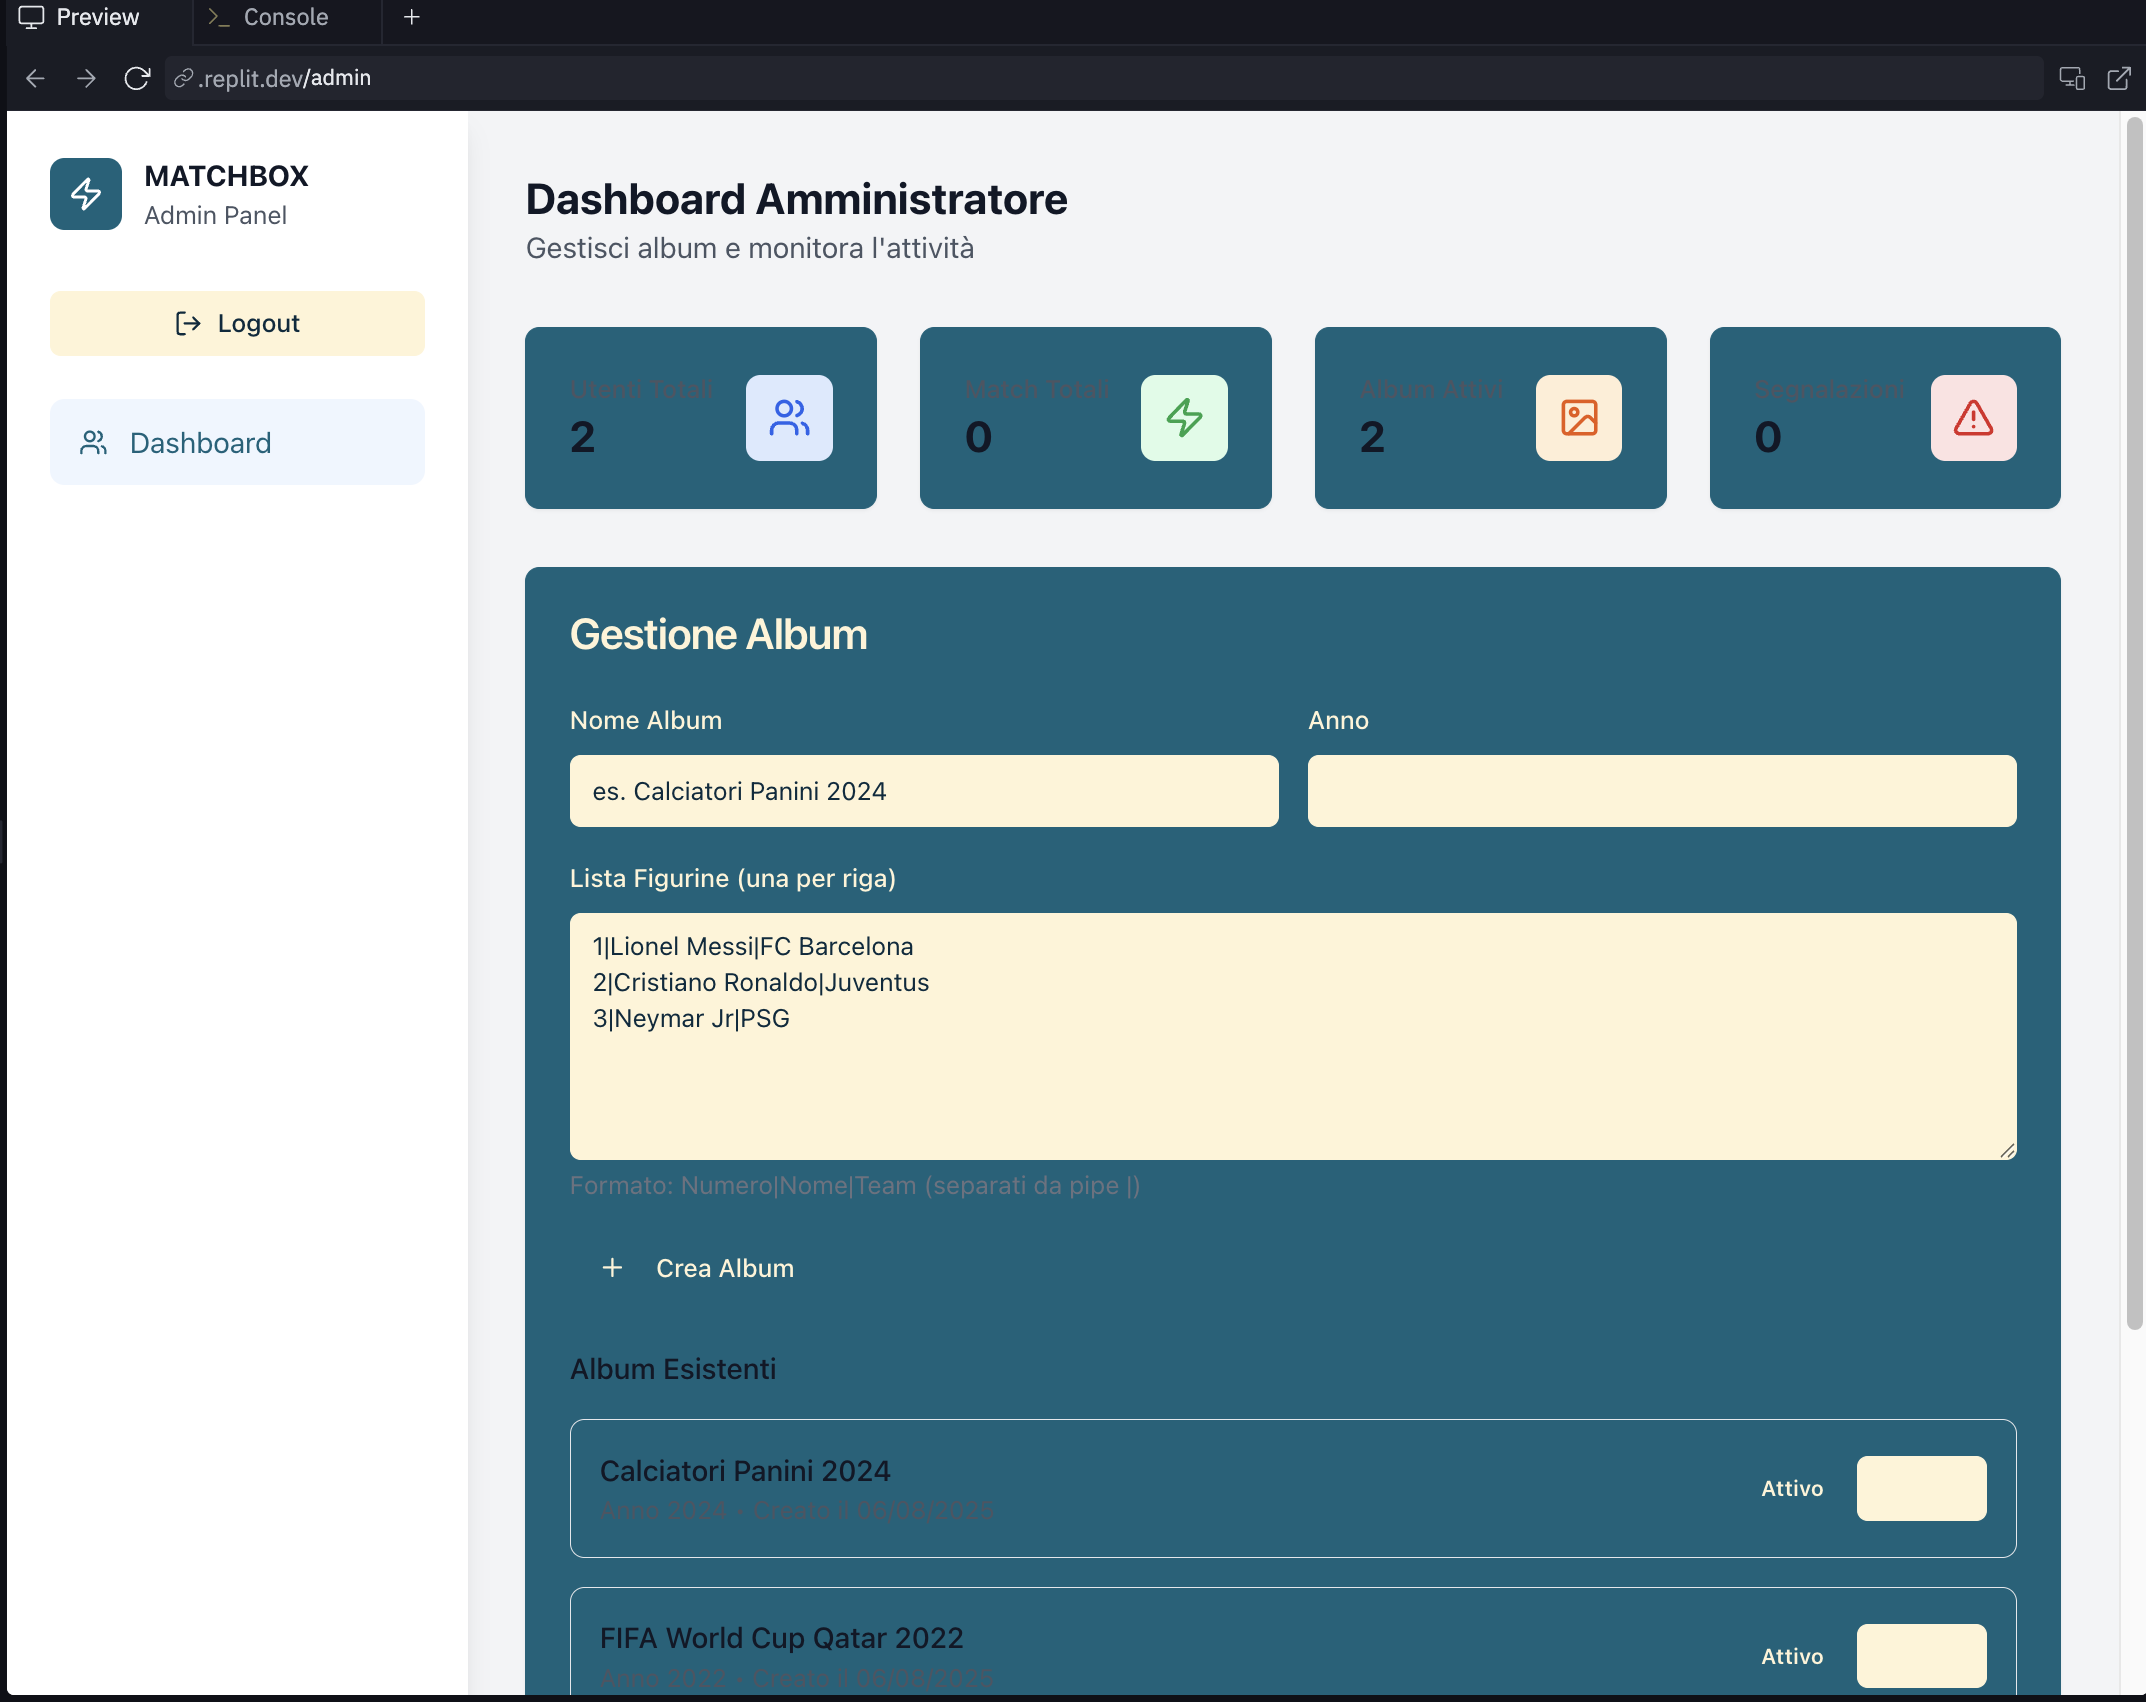 Preview
Console
.replit.dev/admin
MATCHBOX
Admin Panel
Logout
Dashboard
Dashboard Amministratore
Gestisci album e monitora l'attività
Utenti Totali
2
Match Totali
0
Album Attivi
2
Segnalazioni
0
Gestione Album
Nome Album
Anno
es. Calciatori Panini 2024
Lista Figurine (una per riga)
1|Lionel Messi|FC Barcelona
2|Cristiano Ronaldo|Juventus
3|Neymar Jr|PSG
Formato: Numero|Nome|Team (separati da pipe |)
Crea Album
Album Esistenti
Calciatori Panini 2024
Anno 2024 • Creato il 06/08/2025
Attivo
FIFA World Cup Qatar 2022
Anno 2022 • Creato il 06/08/2025
Attivo